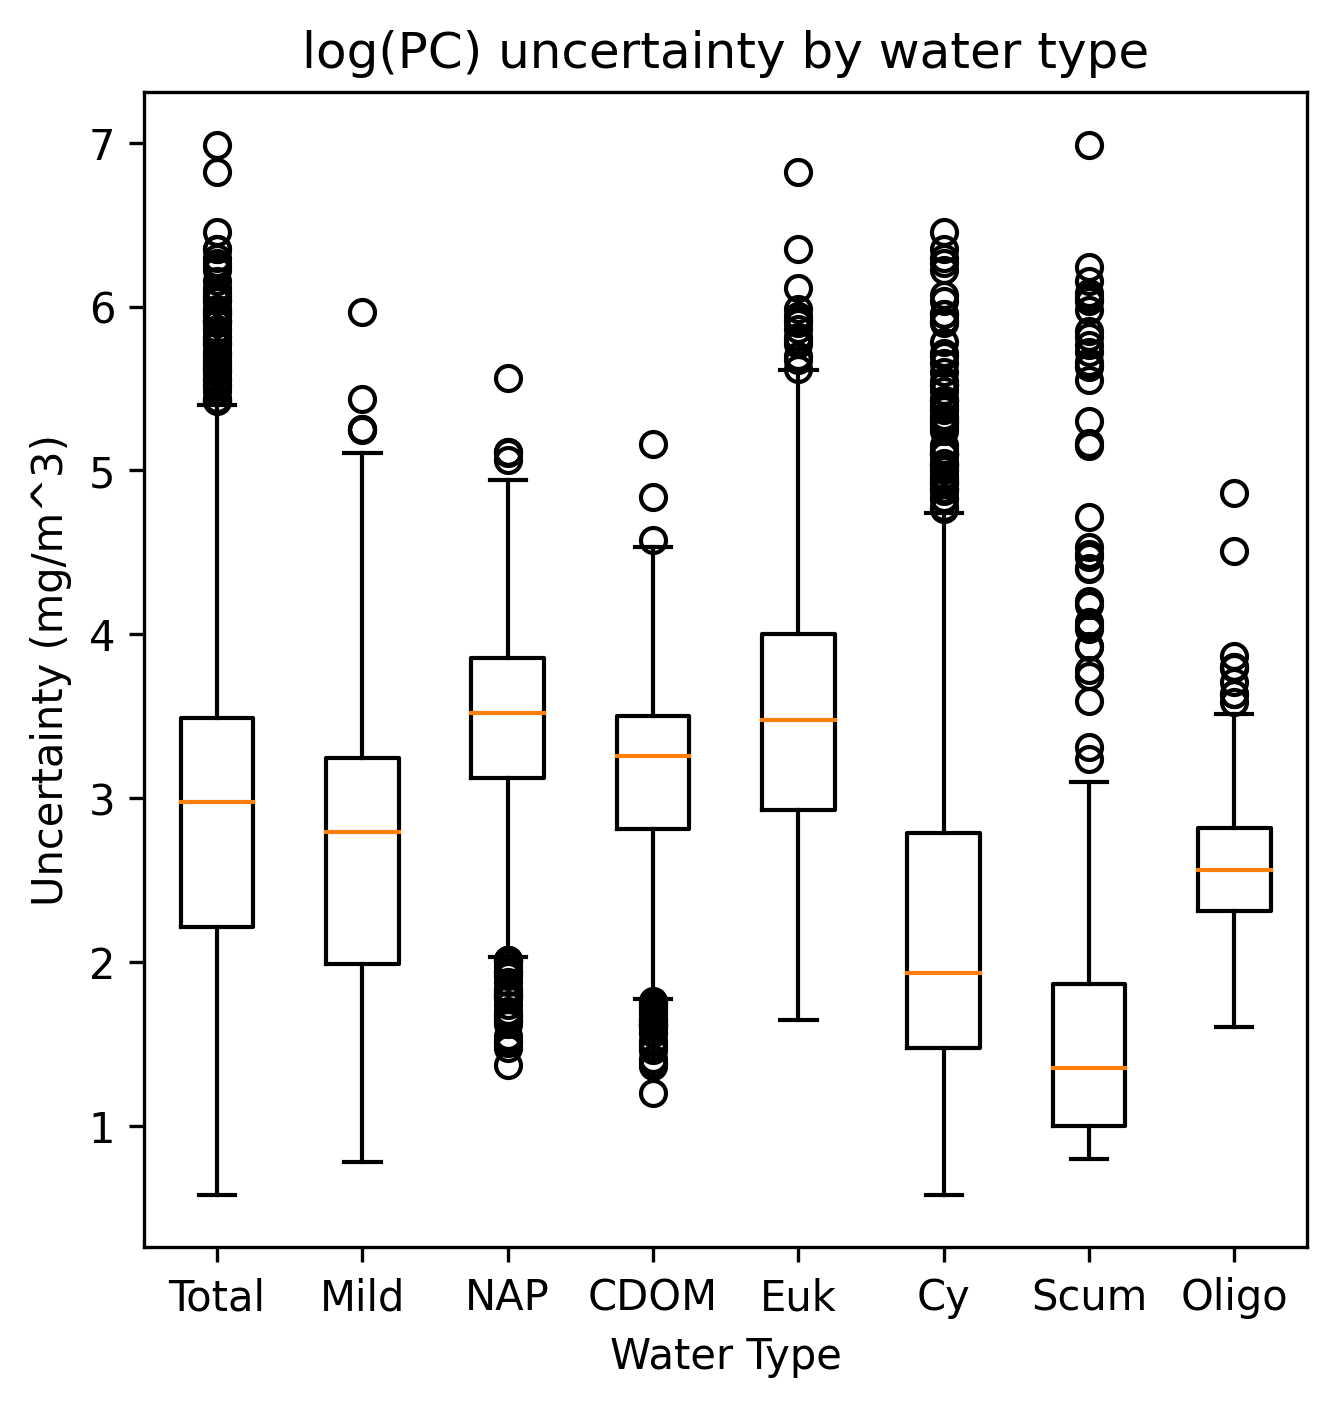 log(PC) uncertainty by water type
Uncertainty (mg/m^3)
7
6
5
4
3
2
1
Total Mild NAP CDOM Euk Cy Scum Oligo
Water Type